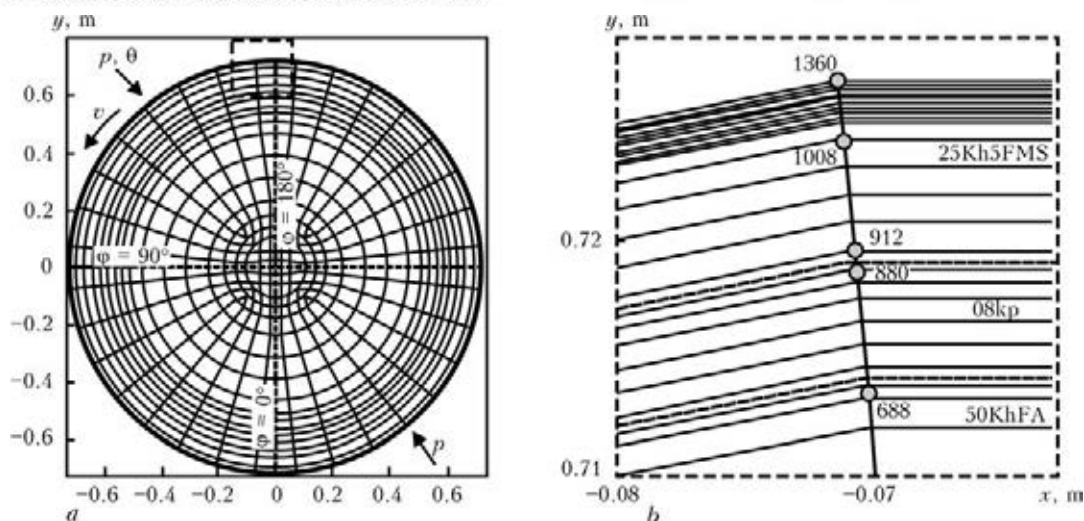 y, m
p, θ
v
0.6
0.4
0.2
0
−0.2
−0.4
−0.6
φ = 180°
φ = 90°
φ = 0°
p
−0.6 −0.4 −0.2 0 0.2 0.4 0.6
a
y, m
1360
1008
25Kh5FMS
0.72
912
880
08kp
688
50KhFA
0.71
−0.08 −0.07 x, m
b